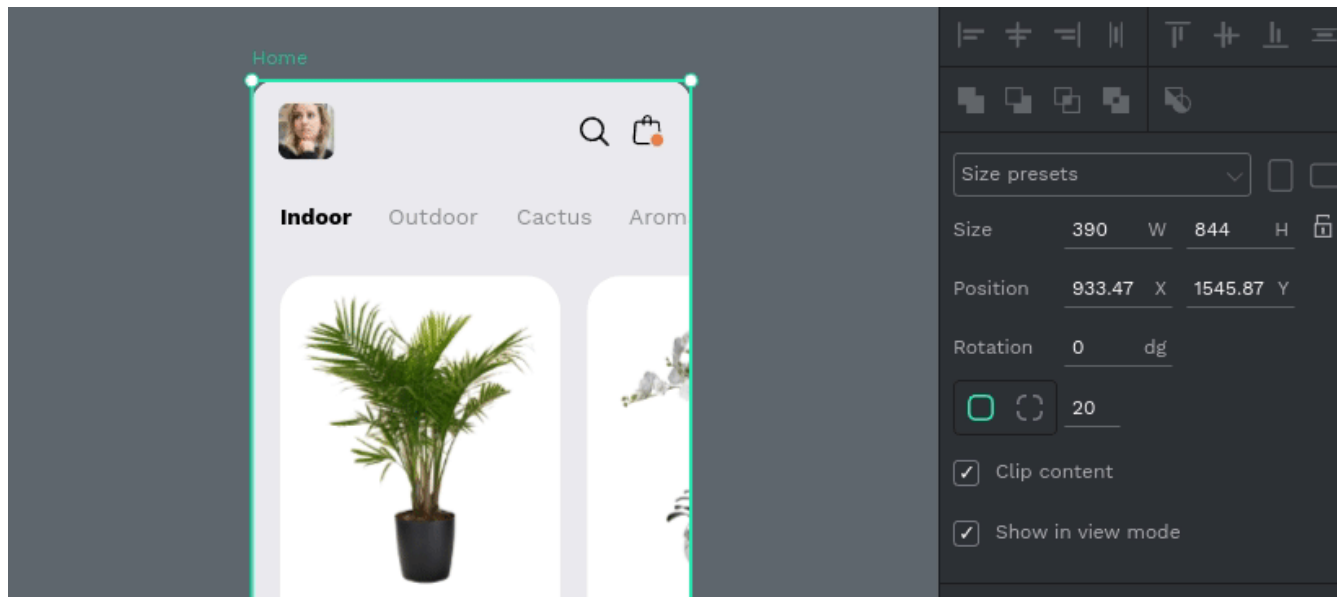 Home
Indoor Outdoor Cactus Arom
Size presets
Size 390 W 844 H
Position 933.47 X 1545.87 Y
Rotation 0 dg
20
Clip content
Show in view mode